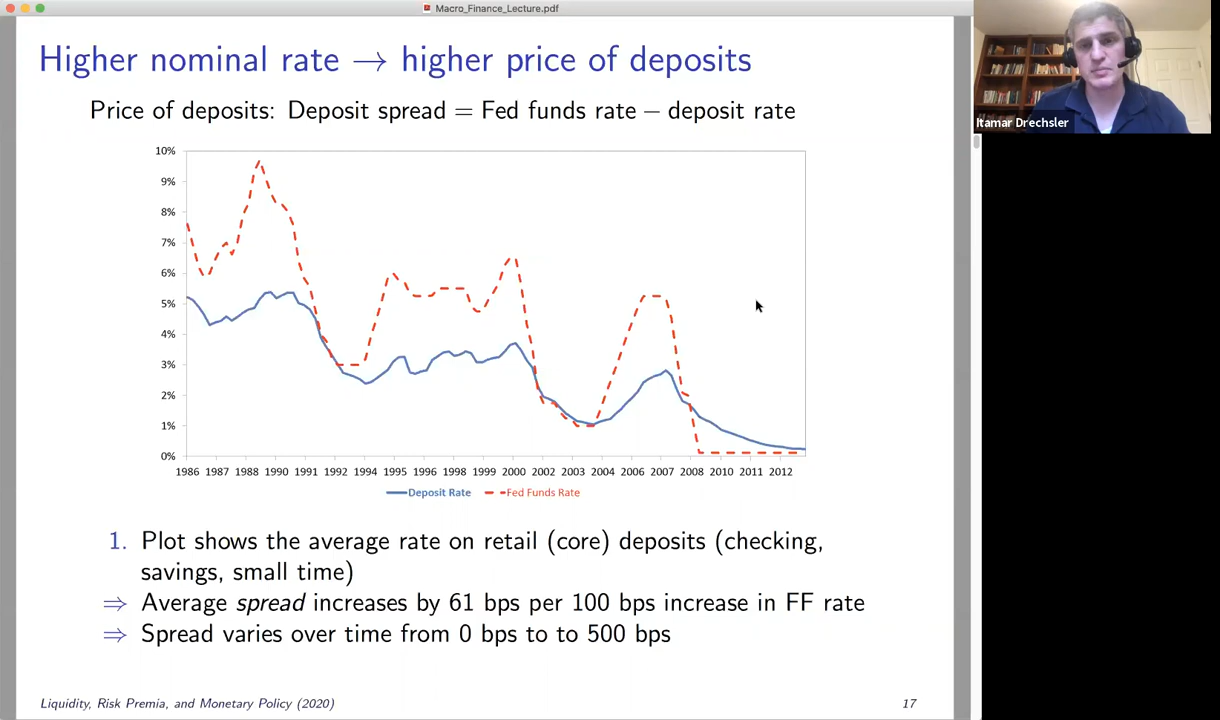 Macro_Finance_Lecture.pdf
Higher nominal rate → higher price of deposits
Price of deposits: Deposit spread = Fed funds rate − deposit rate
10%
9%
8%
7%
6%
5%
4%
3%
2%
1%
0%
1986 1987 1988 1990 1991 1992 1994 1995 1996 1998 1999 2000 2002 2003 2004 2006 2007 2008 2010 2011 2012
Deposit Rate Fed Funds Rate
1. Plot shows the average rate on retail (core) deposits (checking,
savings, small time)
⇒ Average spread increases by 61 bps per 100 bps increase in FF rate
⇒ Spread varies over time from 0 bps to to 500 bps
Liquidity, Risk Premia, and Monetary Policy (2020) 17
Itamar Drechsler